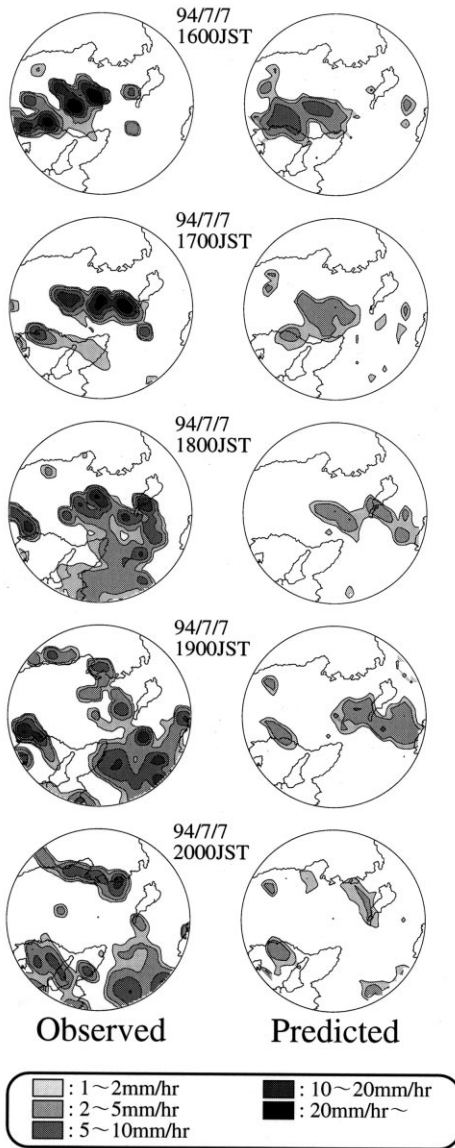 94/7/7
1600JST
94/7/7
1700JST
94/7/7
1800JST
94/7/7
1900JST
94/7/7
2000JST
Observed
Predicted
: 1～2mm/hr
: 2～5mm/hr
: 5～10mm/hr
: 10～20mm/hr
: 20mm/hr～